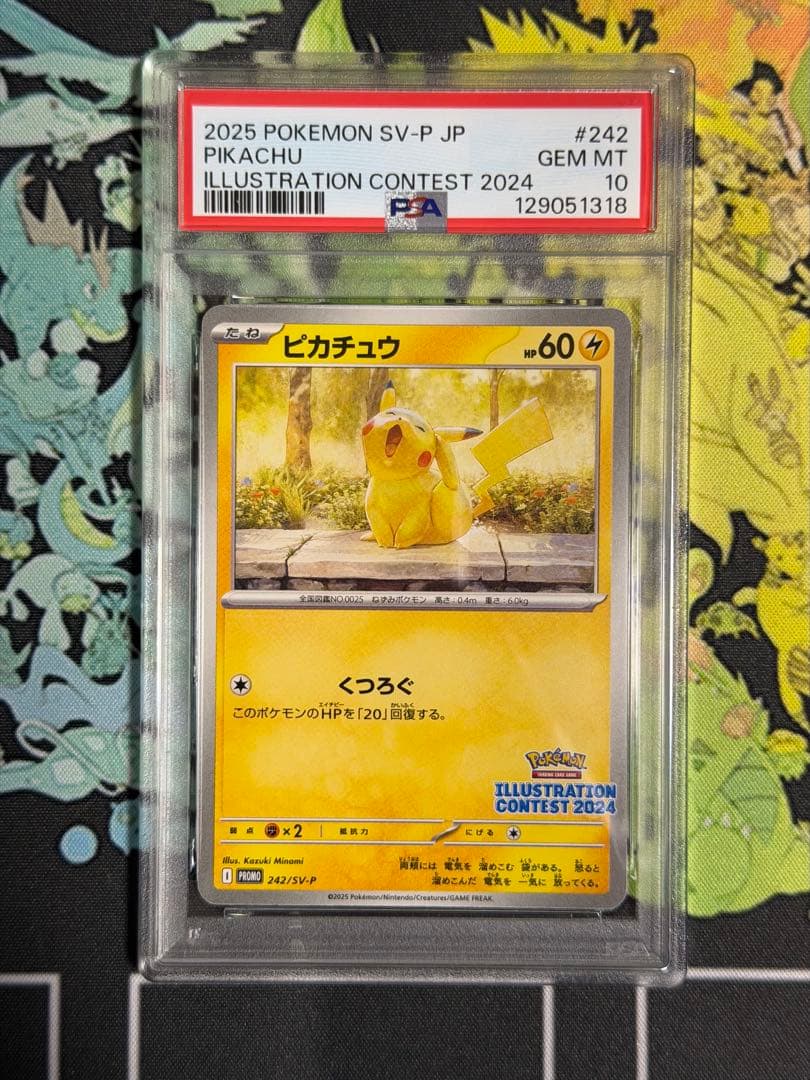 2025 POKEMON SV-P JP #242
PIKACHU GEM MT
ILLUSTRATION CONTEST 2024 10
PSA 129051318
たね ピカチュウ HP60
全国図鑑NO.0025 ねずみポケモン 高さ:0.4m 重さ:6.0kg
くつろぐ
このポケモンのHPを「20」回復する。
Pokémon
TRADING CARD GAME
ILLUSTRATION
CONTEST 2024
弱点 ×2 抵抗力 にげる
Illus. Kazuki Minami
両頬には 電気を 溜めこむ 袋がある。 怒ると
溜めこんだ 電気を 一気に 放ってくる。
I PROMO 242/SV-P
©2025 Pokémon/Nintendo/Creatures/GAME FREAK.